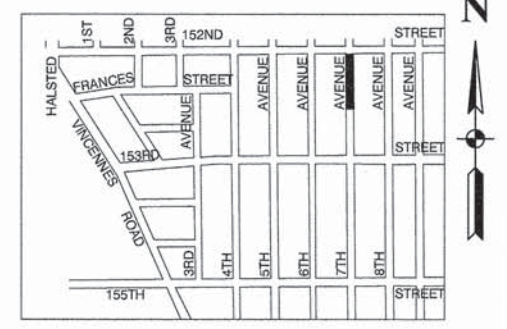 N
1ST
2ND
3RD
152ND
STREET
HALSTED
FRANCES
STREET
AVENUE
AVENUE
AVENUE
AVENUE
AVENUE
AVENUE
153RD
STREET
VINCENNES
ROAD
3RD
4TH
5TH
6TH
7TH
8TH
155TH
STREET